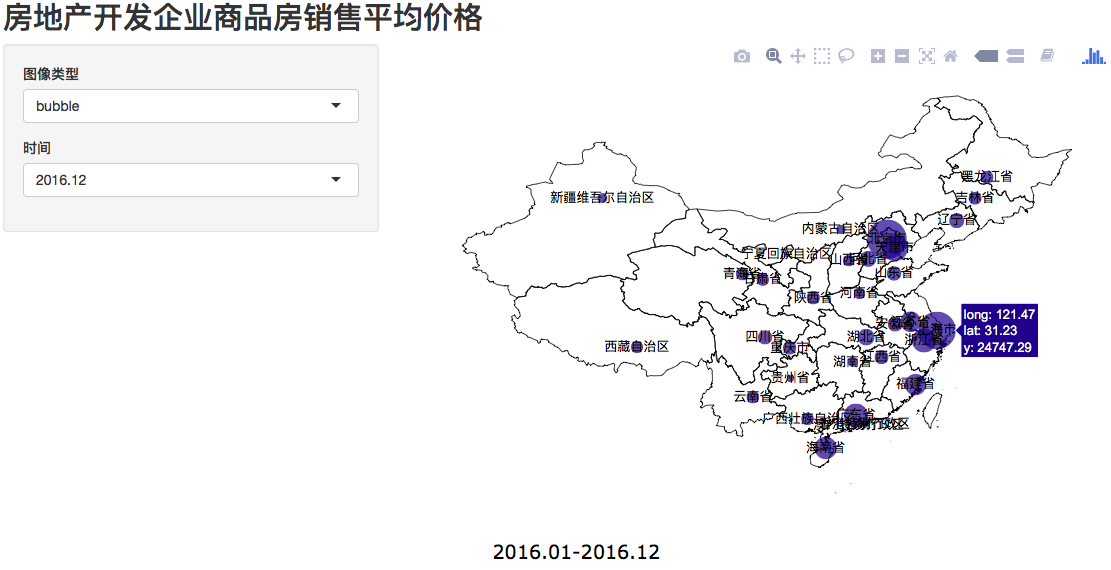 房地产开发企业商品房销售平均价格
图像类型
bubble
时间
2016.12
黑龙江省
新疆维吾尔自治区
吉林省
辽宁省
内蒙古自治区
北京市
天津市
宁夏回族自治区
山西省
河北省
青海省
甘肃省
山东省
陕西省
河南省
long: 121.47
lat: 31.23
y: 24747.29
安徽省
江苏省
上海市
四川省
湖北省
浙江省
西藏自治区
重庆市
湖南省
江西省
贵州省
福建省
云南省
广西壮族自治区
广东省
海南省
2016.01-2016.12